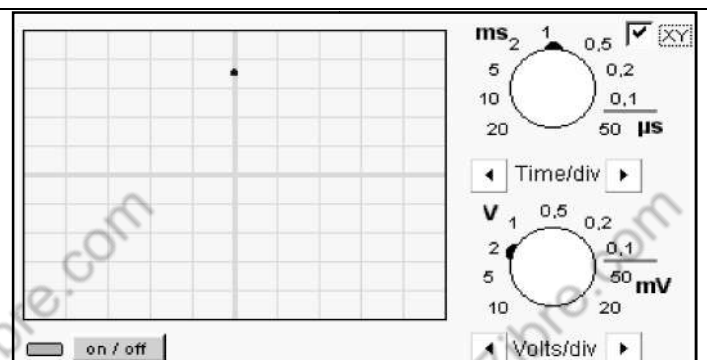 ms 2 1 0,5 XY
5 0,2
10 0,1
20 50 µs
Time/div
V 1 0,5 0,2
2 0,1
5 50 mV
10 20
on / off Volts/div